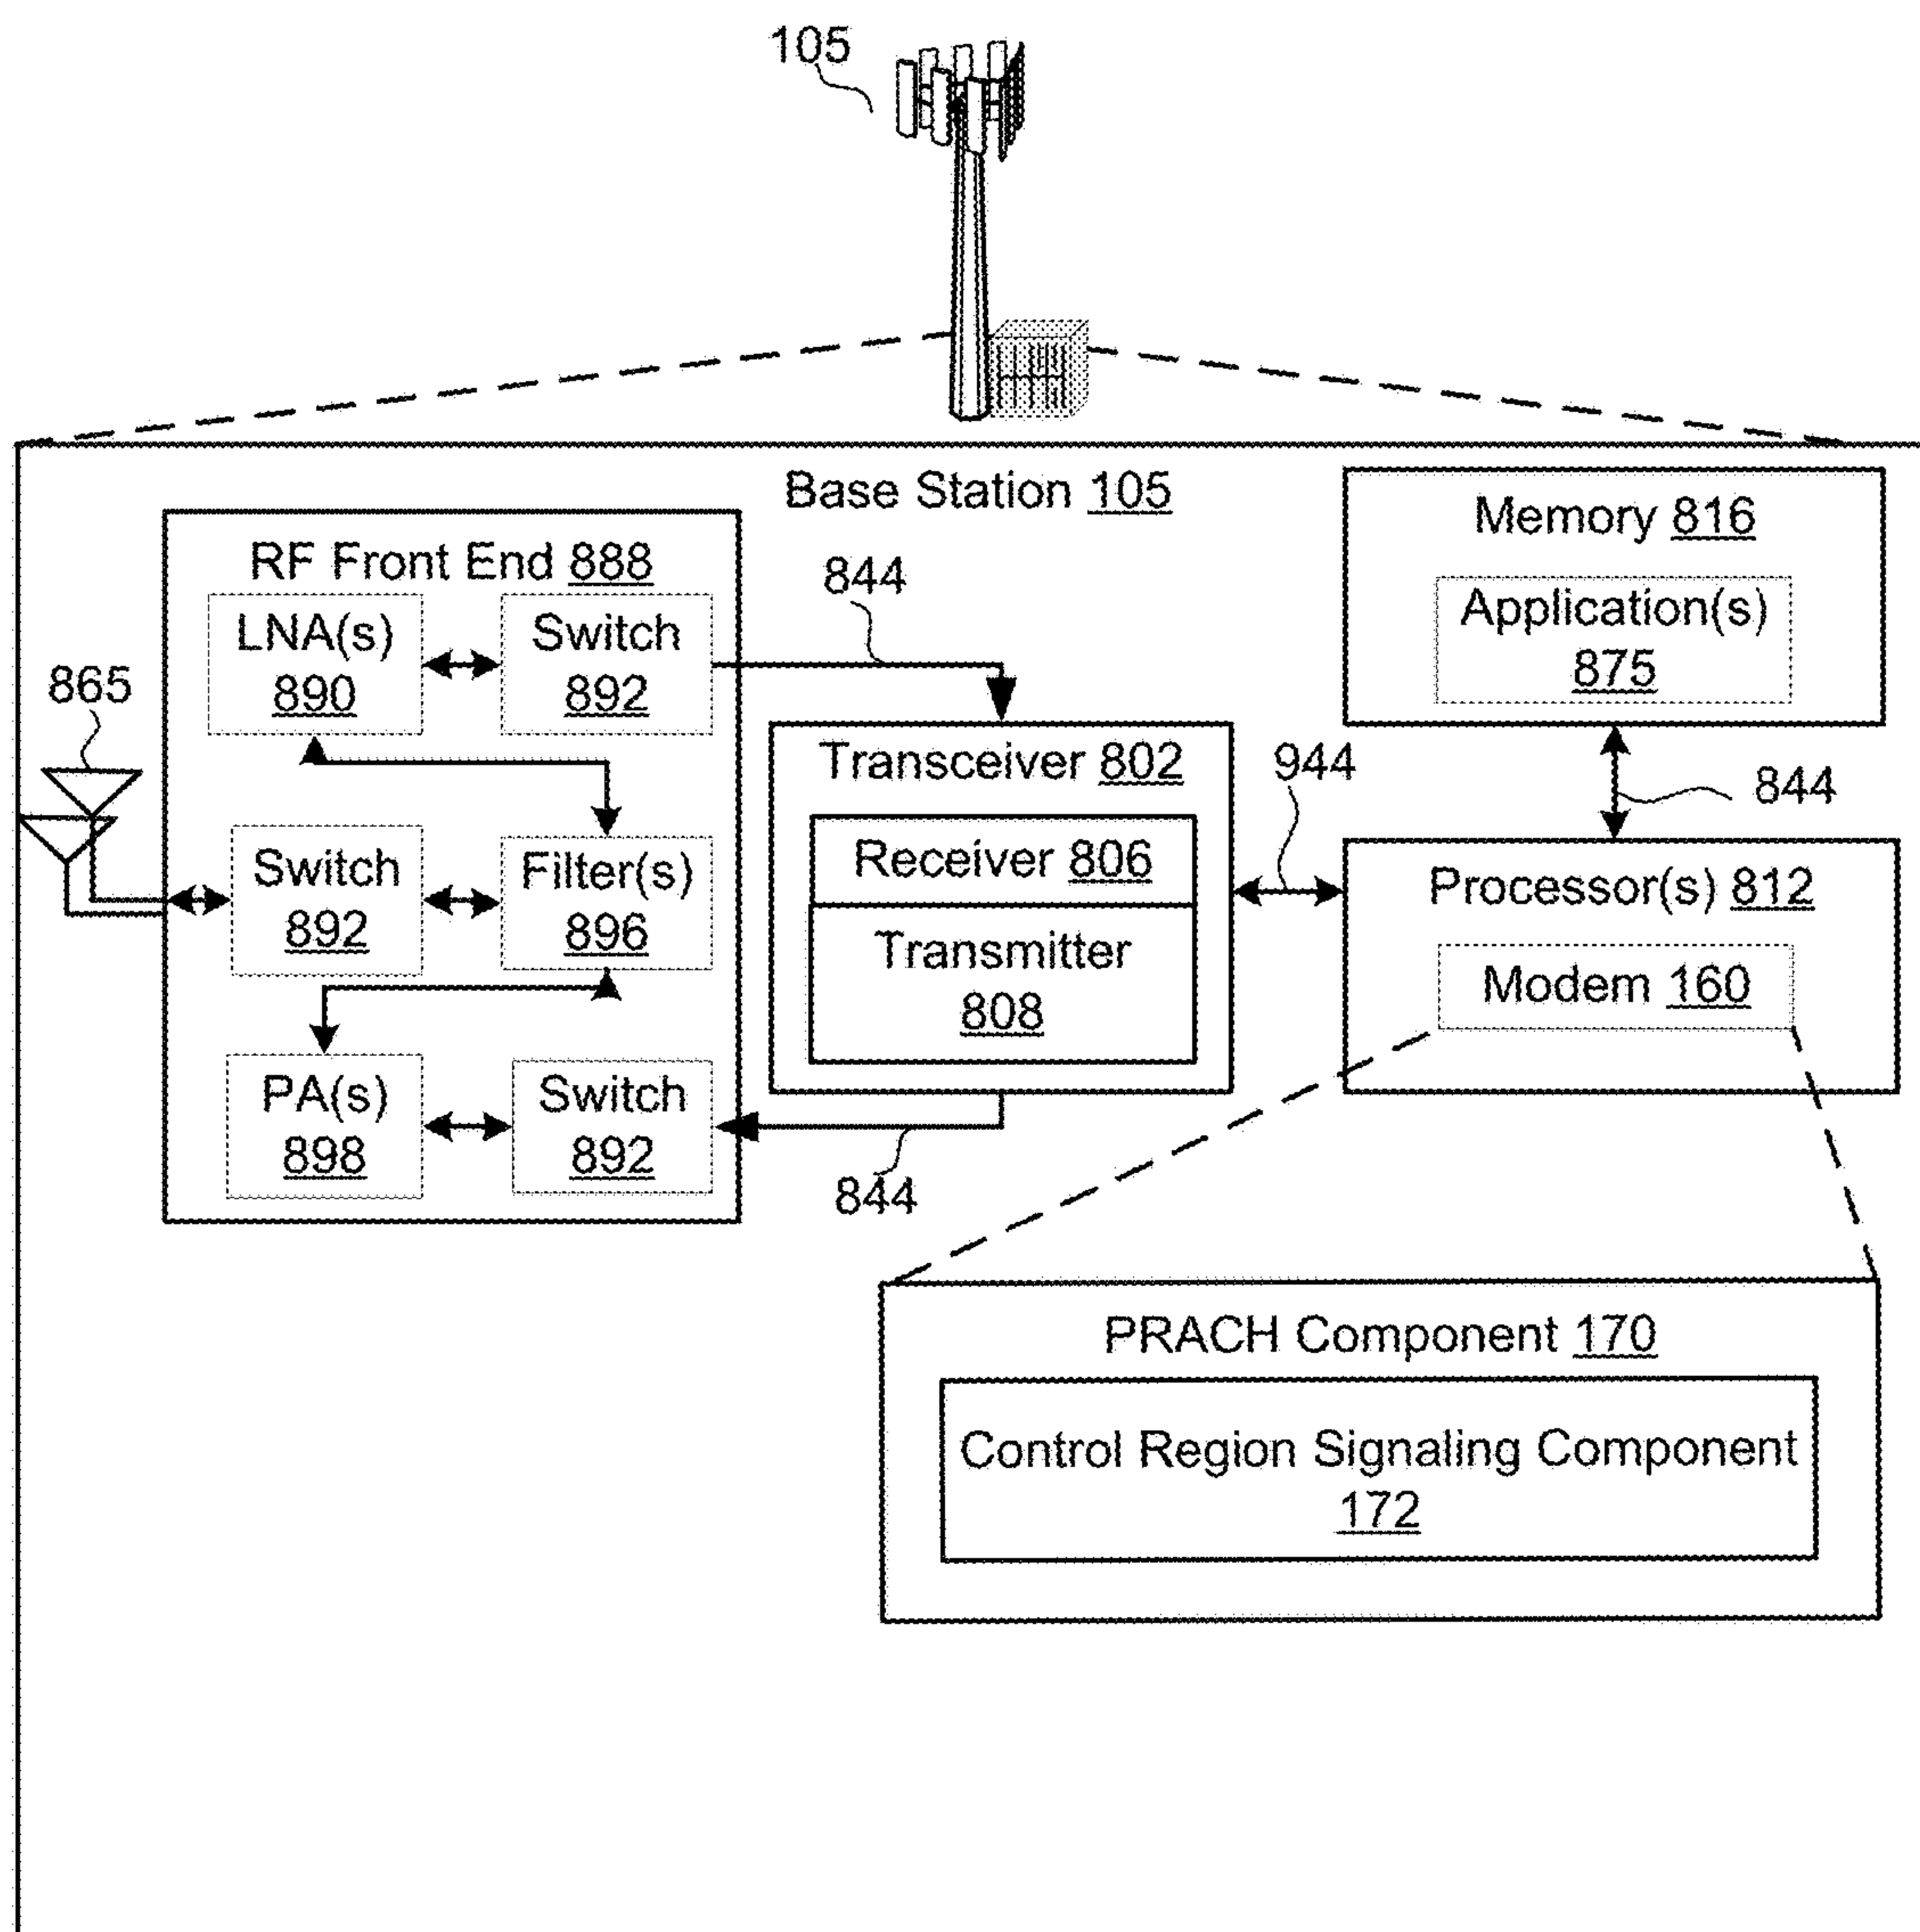 105
Base Station 105
RF Front End 888
LNA(s)
890
Switch
892
844
865
Switch
892
Filter(s)
896
PA(s)
898
Switch
892
844
Transceiver 802
Receiver 806
Transmitter
808
944
Memory 816
Application(s)
875
844
Processor(s) 812
Modem 160
PRACH Component 170
Control Region Signaling Component
172